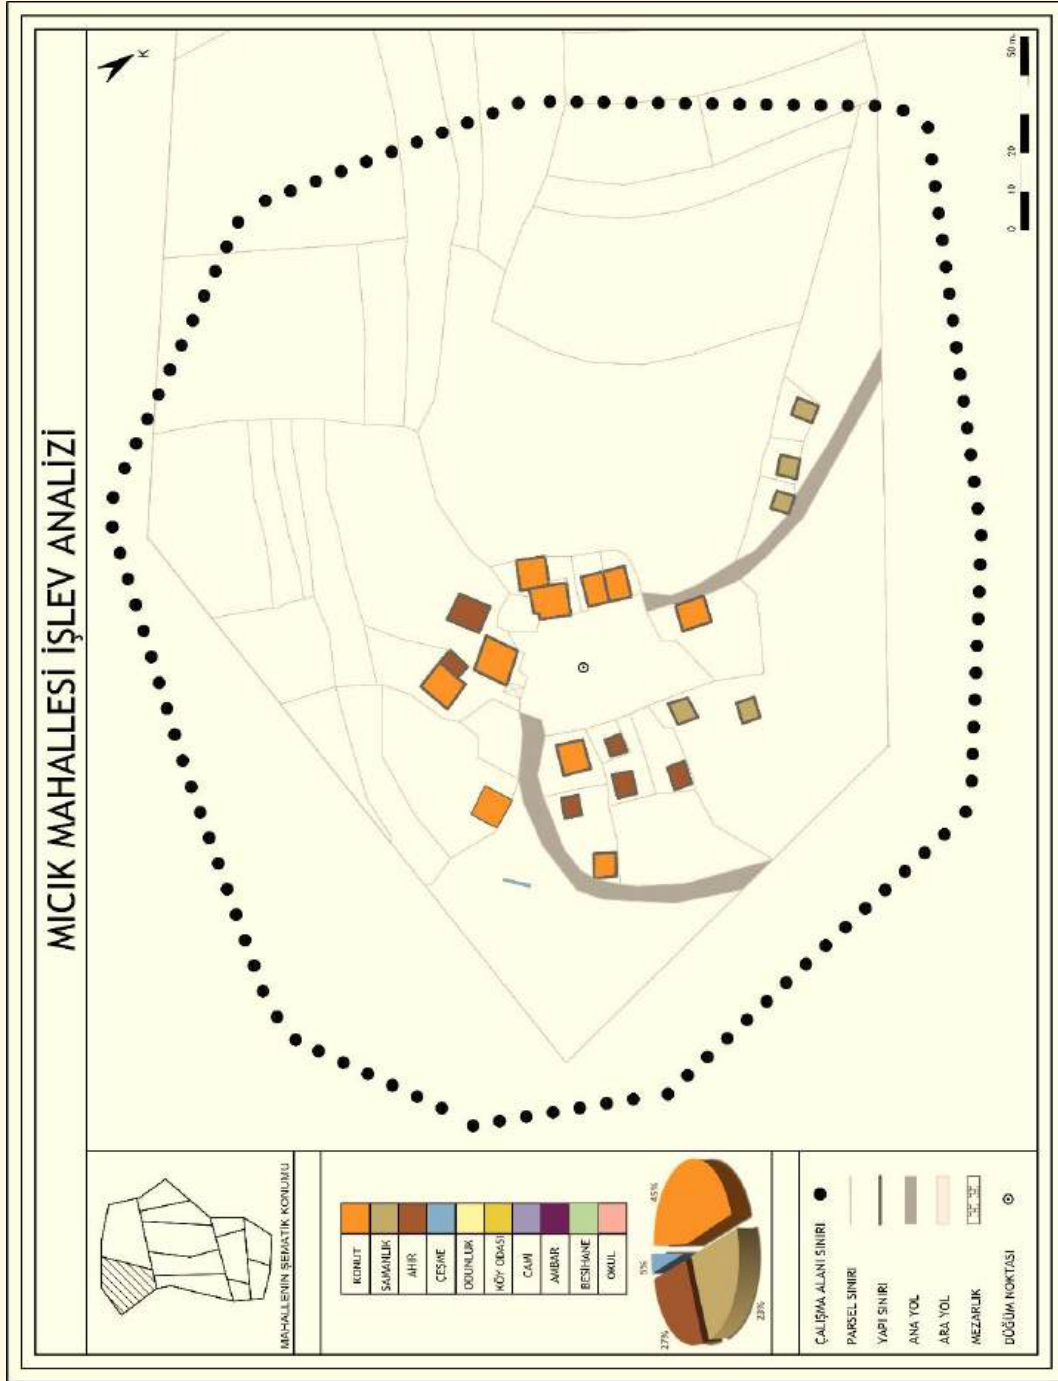 MICIK MAHALLESİ İŞLEV ANALİZİ
K
0 10 20 50 m.
MAHALLENİN ŞEMATİK KONUMU
KONUT
SAMANLIK
AHIR
ÇEŞME
ODUNLUK
KÖY ODASI
CAMİ
AMBAR
BESİHANE
OKUL
45%
5%
27%
23%
ÇALIŞMA ALANI SINIRI
PARSEL SINIRI
YAPI SINIRI
ANA YOL
ARA YOL
MEZARLIK
DÜĞÜM NOKTASI